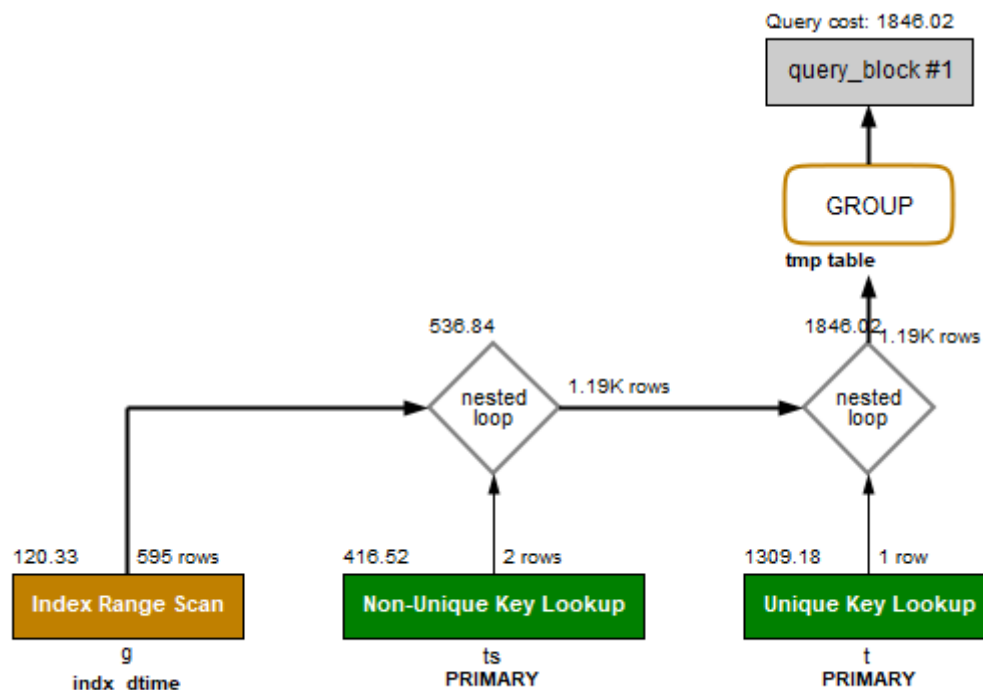 Query cost: 1846.02
query_block #1
GROUP
tmp table
536.84
1846.02
1.19K rows
nested
loop
1.19K rows
nested
loop
120.33
595 rows
416.52
2 rows
1309.18
1 row
Index Range Scan
Non-Unique Key Lookup
Unique Key Lookup
g
ts
t
indx_dtime
PRIMARY
PRIMARY